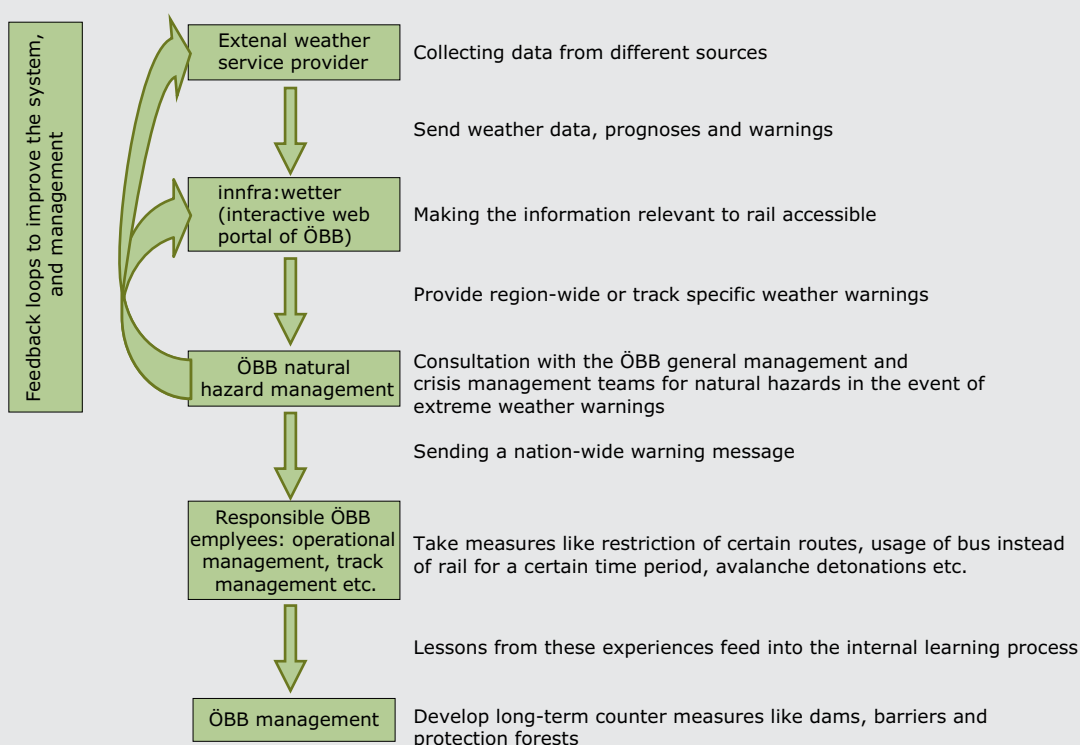 Feedback loops to improve the system,
and management
Extenal weather
service provider
Collecting data from different sources
Send weather data, prognoses and warnings
innfra:wetter
(interactive web
portal of ÖBB)
Making the information relevant to rail accessible
Provide region-wide or track specific weather warnings
ÖBB natural
hazard management
Consultation with the ÖBB general management and
crisis management teams for natural hazards in the event of
extreme weather warnings
Sending a nation-wide warning message
Responsible ÖBB
emplyees: operational
management, track
management etc.
Take measures like restriction of certain routes, usage of bus instead
of rail for a certain time period, avalanche detonations etc.
Lessons from these experiences feed into the internal learning process
ÖBB management
Develop long-term counter measures like dams, barriers and
protection forests